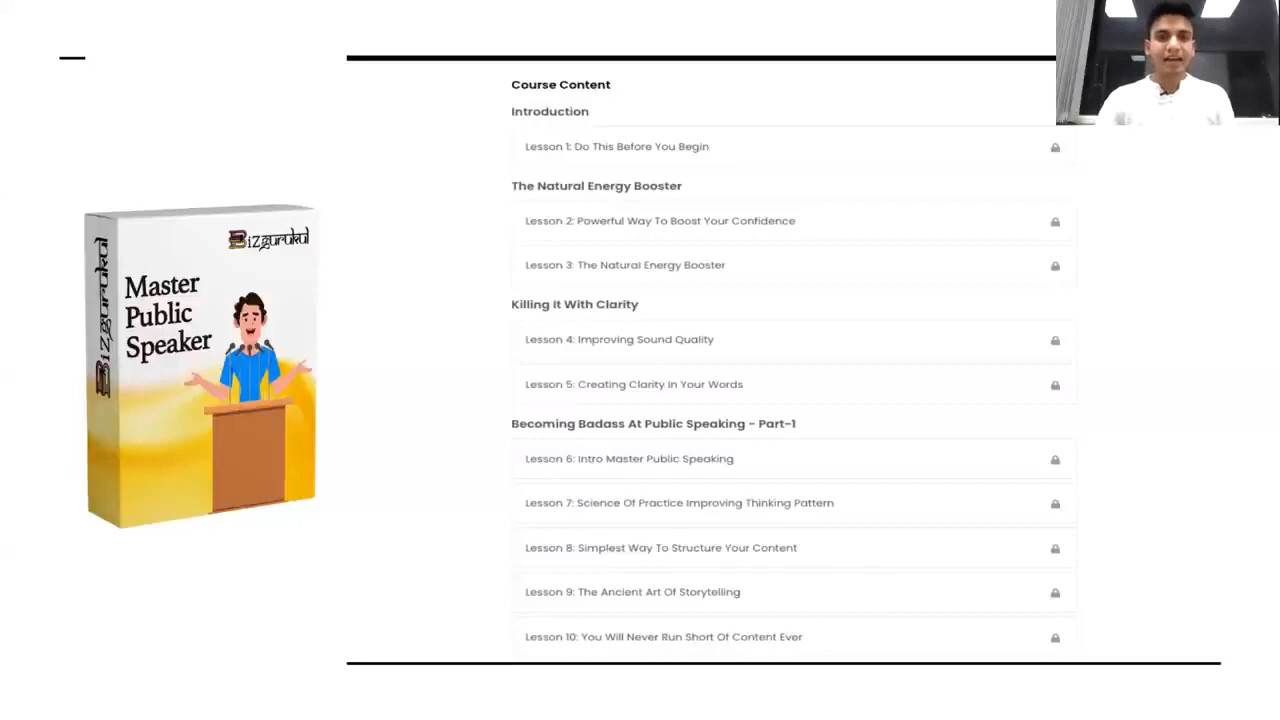 Course Content
Introduction
Lesson 1: Do This Before You Begin
The Natural Energy Booster
Lesson 2: Powerful Way To Boost Your Confidence
Lesson 3: The Natural Energy Booster
Killing it With Clarity
Lesson 4: Improving Sound Quality
Lesson 5: Creating Clarity in Your Words
Becoming Badass At Public Speaking - Part-1
Lesson 6: Intro Master Public Speaking
Lesson 7: Science Of Practice Improving Thinking Pattern
Lesson 8: Simplest Way To Structure Your Content
Lesson 9: The Ancient Art Of Storytelling
Lesson 10: You Will Never Run Short Of Content Ever
Bizgurukul
Bizgurukul
Master
Public
Speaker